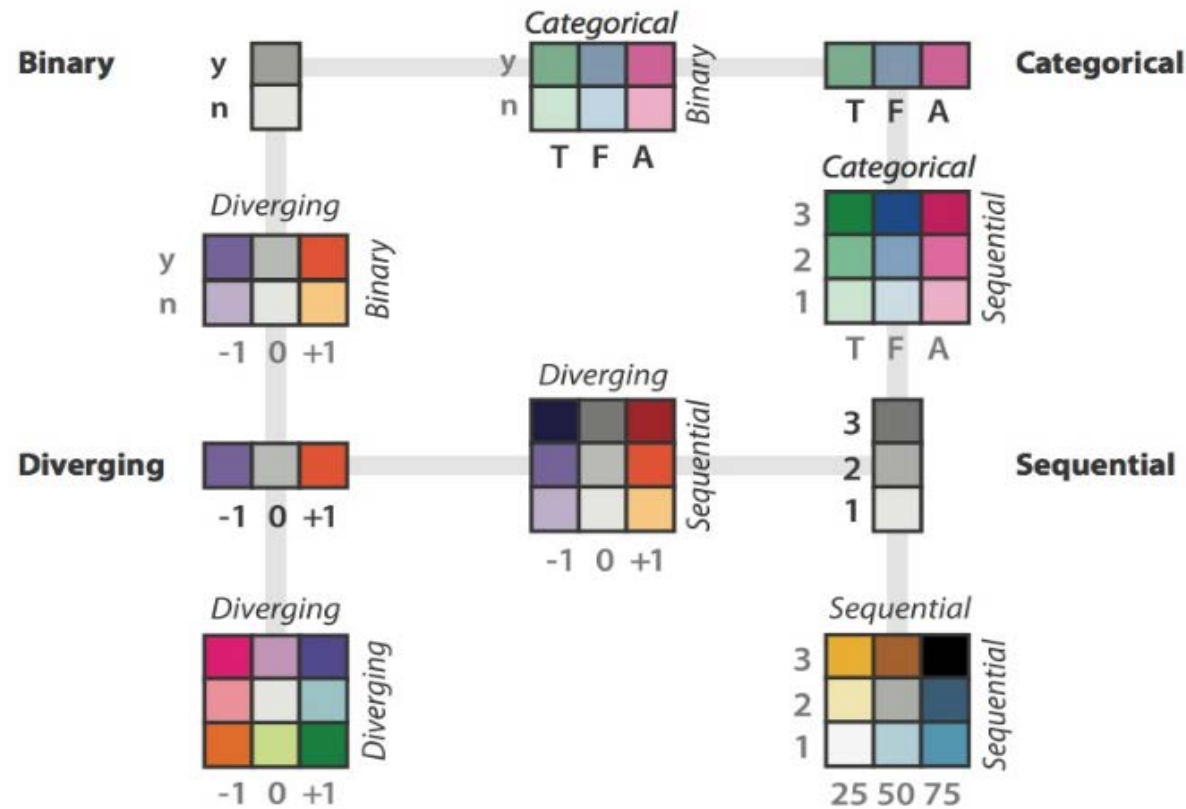 Categorical
Binary
y
n
y
n
Binary
T F A
Categorical
T F A
Diverging
y
n
Binary
-1 0 +1
Categorical
3
2
1
Sequential
T F A
Diverging
-1 0 +1
Diverging
Sequential
-1 0 +1
3
2
1
Sequential
Diverging
Diverging
-1 0 +1
Sequential
3
2
1
Sequential
25 50 75